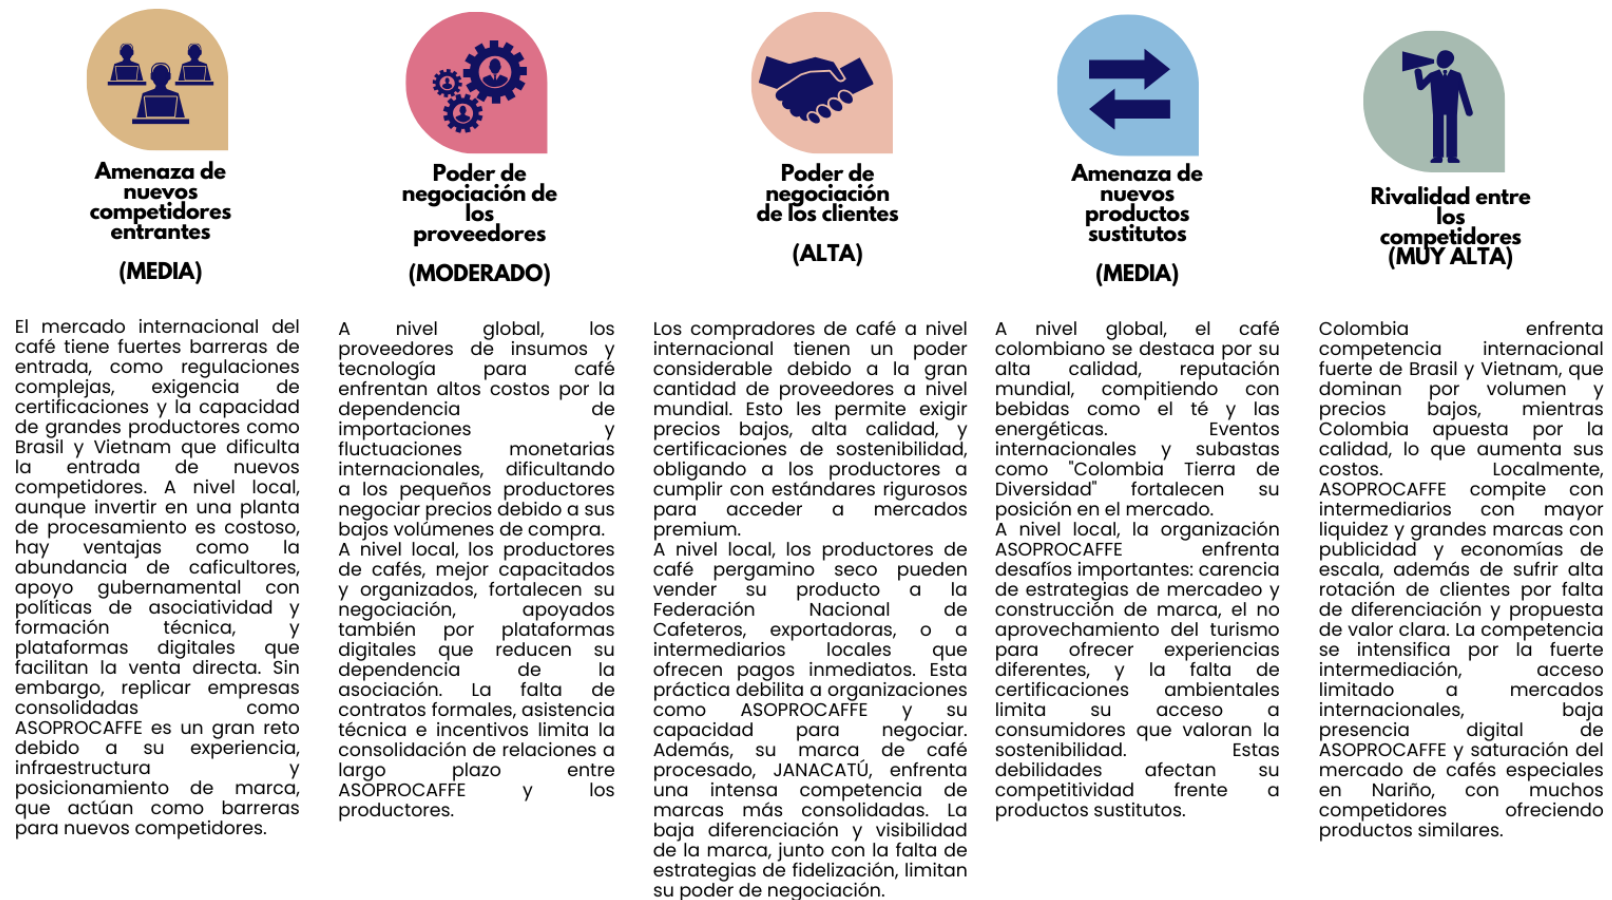 Amenaza de
nuevos
competidores
entrantes
(MEDIA)
El mercado internacional del
café tiene fuertes barreras de
entrada, como regulaciones
complejas, exigencia de
certificaciones y la capacidad
de grandes productores como
Brasil y Vietnam que dificulta
la entrada de nuevos
competidores. A nivel local,
aunque invertir en una planta
de procesamiento es costoso,
hay ventajas como la
abundancia de caficultores,
apoyo gubernamental con
políticas de asociatividad y
formación técnica, y
plataformas digitales que
facilitan la venta directa. Sin
embargo, replicar empresas
consolidadas como
ASOPROCAFFE es un gran reto
debido a su experiencia,
infraestructura y
posicionamiento de marca,
que actúan como barreras
para nuevos competidores.
Poder de
negociación de
los
proveedores
(MODERADO)
A nivel global, los
proveedores de insumos y
tecnología para café
enfrentan altos costos por la
dependencia de
importaciones y
fluctuaciones monetarias
internacionales, dificultando
a los pequeños productores
negociar precios debido a sus
bajos volúmenes de compra.
A nivel local, los productores
de cafés, mejor capacitados
y organizados, fortalecen su
negociación, apoyados
también por plataformas
digitales que reducen su
dependencia de la
asociación. La falta de
contratos formales, asistencia
técnica e incentivos limita la
consolidación de relaciones a
largo plazo entre
ASOPROCAFFE y los
productores.
Poder de
negociación
de los clientes
(ALTA)
Los compradores de café a nivel
internacional tienen un poder
considerable debido a la gran
cantidad de proveedores a nivel
mundial. Esto les permite exigir
precios bajos, alta calidad, y
certificaciones de sostenibilidad,
obligando a los productores a
cumplir con estándares rigurosos
para acceder a mercados
premium.
A nivel local, los productores de
café pergamino seco pueden
vender su producto a la
Federación Nacional de
Cafeteros, exportadoras, o a
intermediarios locales que
ofrecen pagos inmediatos. Esta
práctica debilita a organizaciones
como ASOPROCAFFE y su
capacidad para negociar.
Además, su marca de café
procesado, JANACATÚ, enfrenta
una intensa competencia de
marcas más consolidadas. La
baja diferenciación y visibilidad
de la marca, junto con la falta de
estrategias de fidelización, limitan
su poder de negociación.
Amenaza de
nuevos
productos
sustitutos
(MEDIA)
A nivel global, el café
colombiano se destaca por su
alta calidad, reputación
mundial, compitiendo con
bebidas como el té y las
energéticas. Eventos
internacionales y subastas
como "Colombia Tierra de
Diversidad" fortalecen su
posición en el mercado.
A nivel local, la organización
ASOPROCAFFE enfrenta
desafíos importantes: carencia
de estrategias de mercadeo y
construcción de marca, el no
aprovechamiento del turismo
para ofrecer experiencias
diferentes, y la falta de
certificaciones ambientales
limita su acceso a
consumidores que valoran la
sostenibilidad. Estas
debilidades afectan su
competitividad frente a
productos sustitutos.
Rivalidad entre
los
competidores
(MUY ALTA)
Colombia enfrenta
competencia internacional
fuerte de Brasil y Vietnam, que
dominan por volumen y
precios bajos, mientras
Colombia apuesta por la
calidad, lo que aumenta sus
costos. Localmente,
ASOPROCAFFE compite con
intermediarios con mayor
liquidez y grandes marcas con
publicidad y economías de
escala, además de sufrir alta
rotación de clientes por falta
de diferenciación y propuesta
de valor clara. La competencia
se intensifica por la fuerte
intermediación, acceso
limitado a mercados
internacionales, baja
presencia digital de
ASOPROCAFFE y saturación del
mercado de cafés especiales
en Nariño, con muchos
competidores ofreciendo
productos similares.